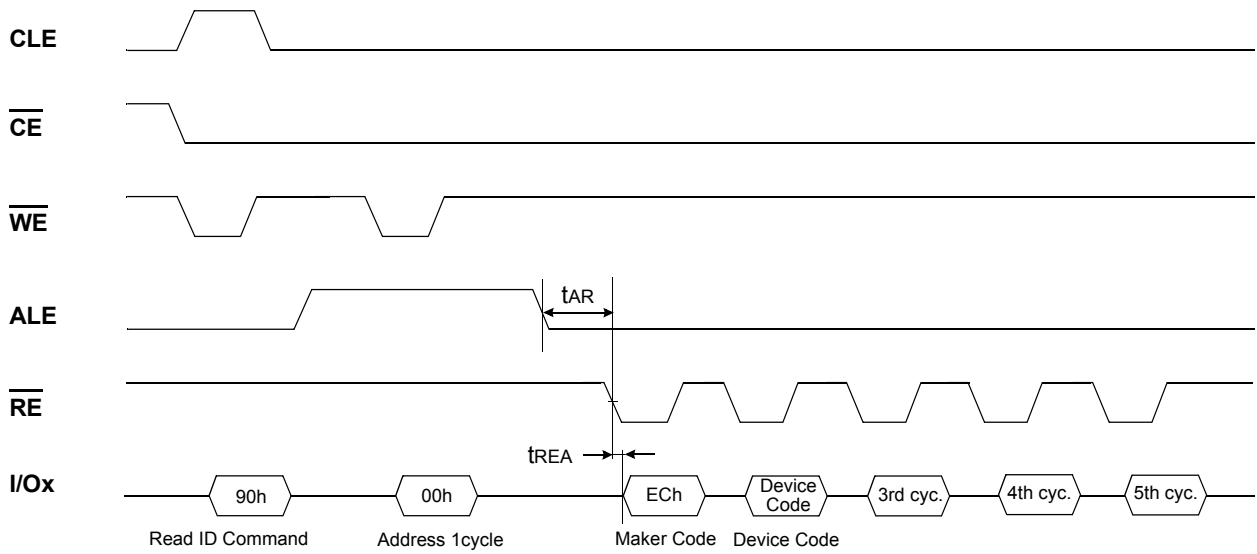 CLE
CE
WE
ALE
tAR
RE
tREA
I/Ox
90h
00h
ECh
Device
Code
3rd cyc.
4th cyc.
5th cyc.
Read ID Command
Address 1cycle
Maker Code
Device Code